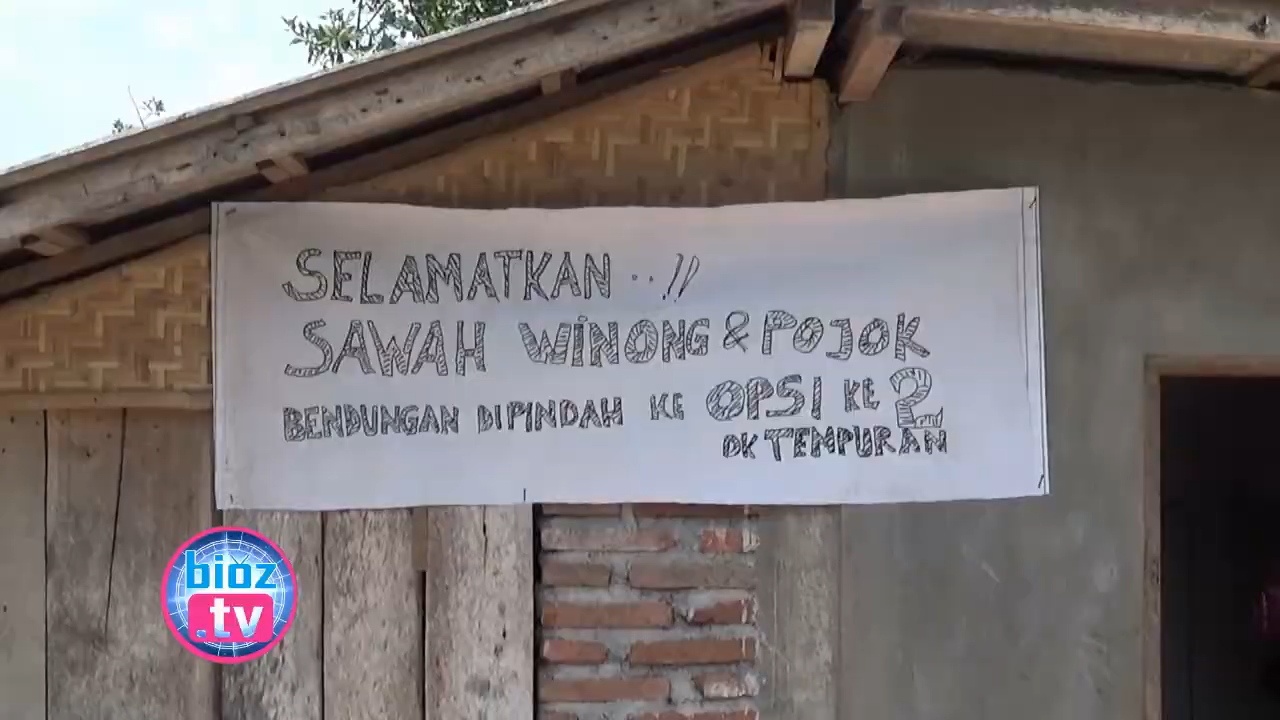 SELAMATKAN ..!!
SAWAH WINONG & POJOK
BENDUNGAN DIPINDAH KE OPSI KE 2
DK TEMPURAN
bioz
.tv